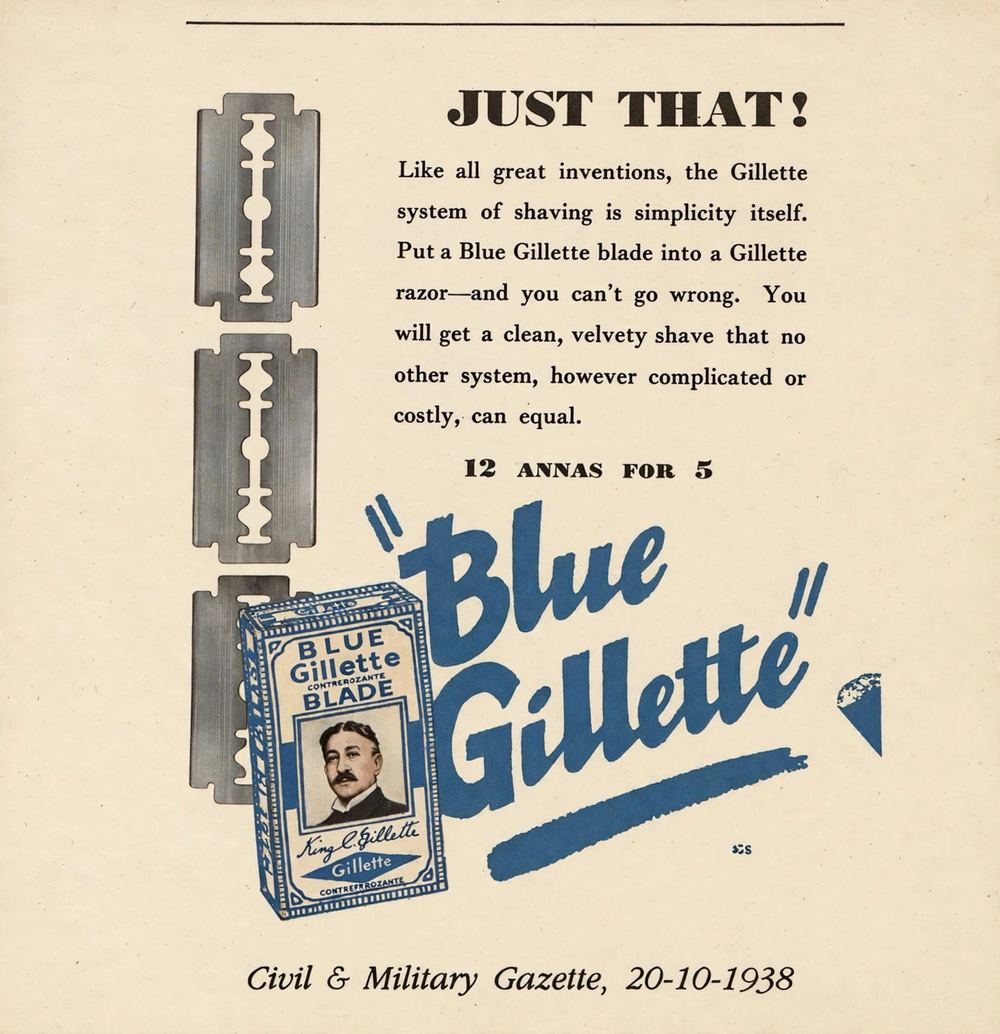 JUST THAT!
Like all great inventions, the Gillette
system of shaving is simplicity itself.
Put a Blue Gillette blade into a Gillette
razor—and you can't go wrong. You
will get a clean, velvety shave that no
other system, however complicated or
costly, can equal.
12 ANNAS FOR 5
"Blue
Gillette"
BLUE
Gillette
CONTREROZANTE
BLADE
King C. Gillette
Gillette
Civil & Military Gazette, 20-10-1938